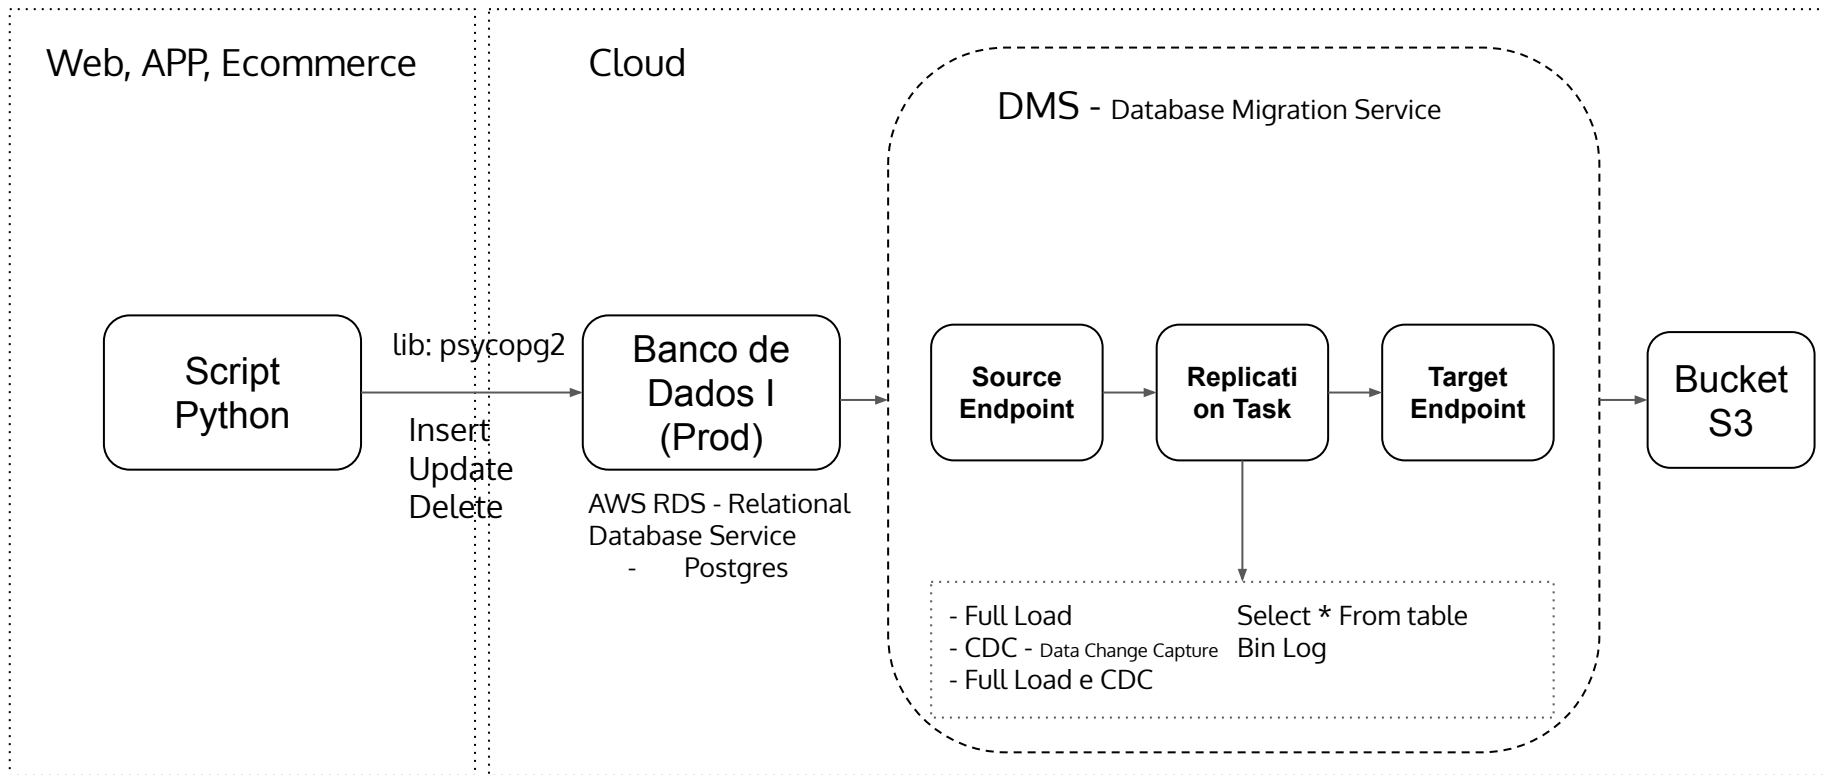 Web, APP, Ecommerce
Cloud
DMS - Database Migration Service
Script
Python
lib: psycopg2
Insert
Update
Delete
Banco de
Dados I
(Prod)
AWS RDS - Relational
Database Service
- Postgres
Source
Endpoint
Replicati
on Task
Target
Endpoint
Bucket
S3
- Full Load
- CDC - Data Change Capture
- Full Load e CDC
Select * From table
Bin Log